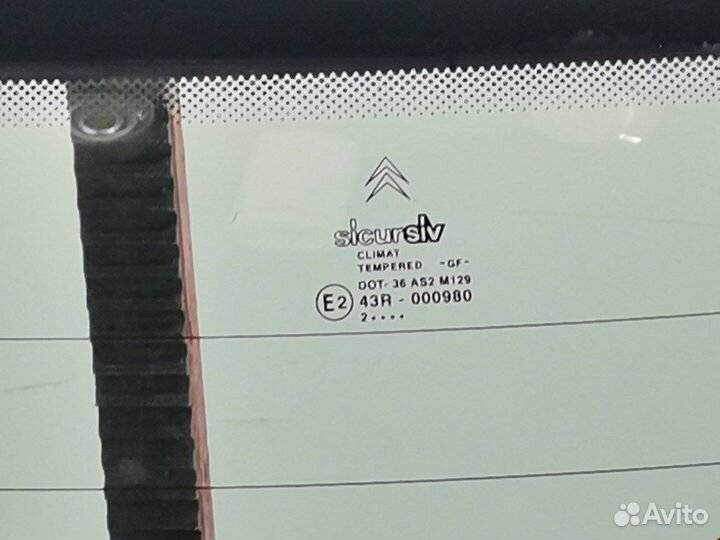 sicursiv
CLIMAT
TEMPERED -GF-
DOT- 36 AS2 M129
E2 43R - 000980
2••••
Avito